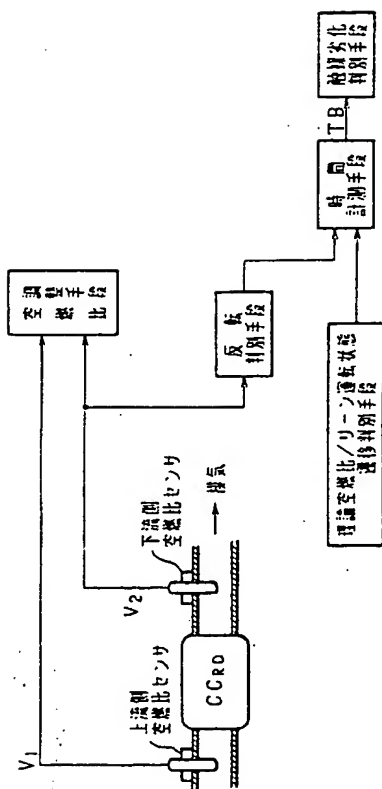 V₁
上流側
空燃比センサ
CCRO
V₂
下流側
空燃比センサ
排気
空燃比
調整手段
反転
判別手段
理論空燃比/リーン運転状態
遷移判別手段
時間
計測手段
TB
触媒劣化
判別手段